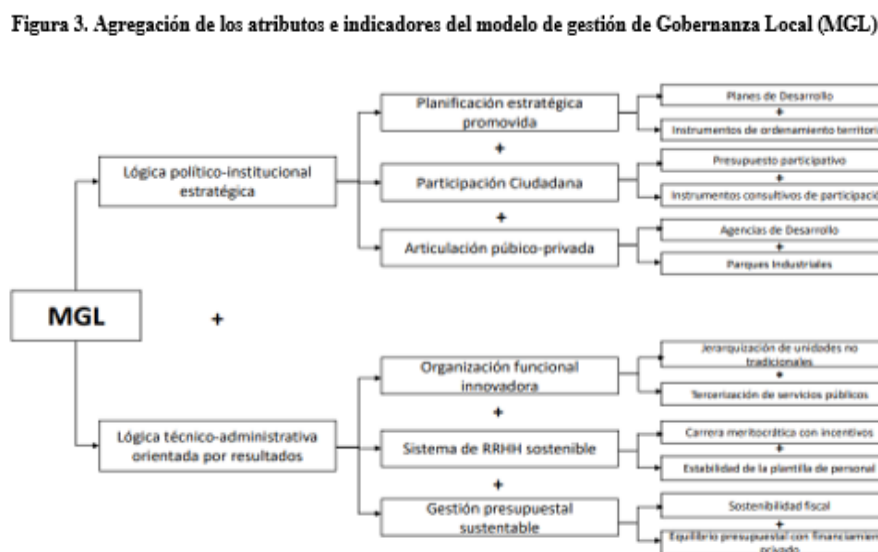 Figura 3. Agregación de los atributos e indicadores del modelo de gestión de Gobernanza Local (MGL)
MGL
+
Lógica político-institucional
estratégica
Planificación estratégica
promovida
Planes de Desarrollo
+
Instrumentos de ordenamiento territori
+
Participación Ciudadana
Presupuesto participativo
+
Instrumentos consultivos de participació
+
Articulación púbico-privada
Agencias de Desarrollo
+
Parques Industriales
Lógica técnico-administrativa
orientada por resultados
Organización funcional
innovadora
Jerarquización de unidades no
tradicionales
+
Tercerización de servicios públicos
+
Sistema de RRHH sostenible
Carrera meritocrática con incentivos
+
Estabilidad de la plantilla de personal
+
Gestión presupuestal
sustentable
Sostenibilidad fiscal
+
Equilibrio presupuestal con financiamien
privado